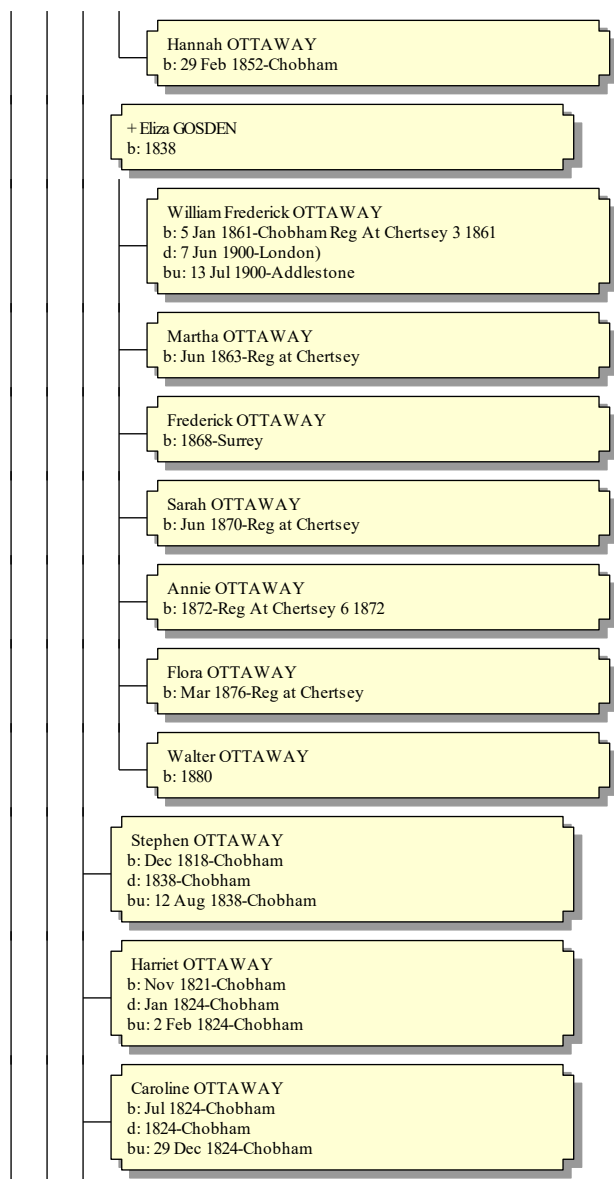 Hannah OTTAWAY
b: 29 Feb 1852-Chobham
+ Eliza GOSDEN
b: 1838
William Frederick OTTAWAY
b: 5 Jan 1861-Chobham Reg At Chertsey 3 1861
d: 7 Jun 1900-London)
bu: 13 Jul 1900-Addlestone
Martha OTTAWAY
b: Jun 1863-Reg at Chertsey
Frederick OTTAWAY
b: 1868-Surrey
Sarah OTTAWAY
b: Jun 1870-Reg at Chertsey
Annie OTTAWAY
b: 1872-Reg At Chertsey 6 1872
Flora OTTAWAY
b: Mar 1876-Reg at Chertsey
Walter OTTAWAY
b: 1880
Stephen OTTAWAY
b: Dec 1818-Chobham
d: 1838-Chobham
bu: 12 Aug 1838-Chobham
Harriet OTTAWAY
b: Nov 1821-Chobham
d: Jan 1824-Chobham
bu: 2 Feb 1824-Chobham
Caroline OTTAWAY
b: Jul 1824-Chobham
d: 1824-Chobham
bu: 29 Dec 1824-Chobham